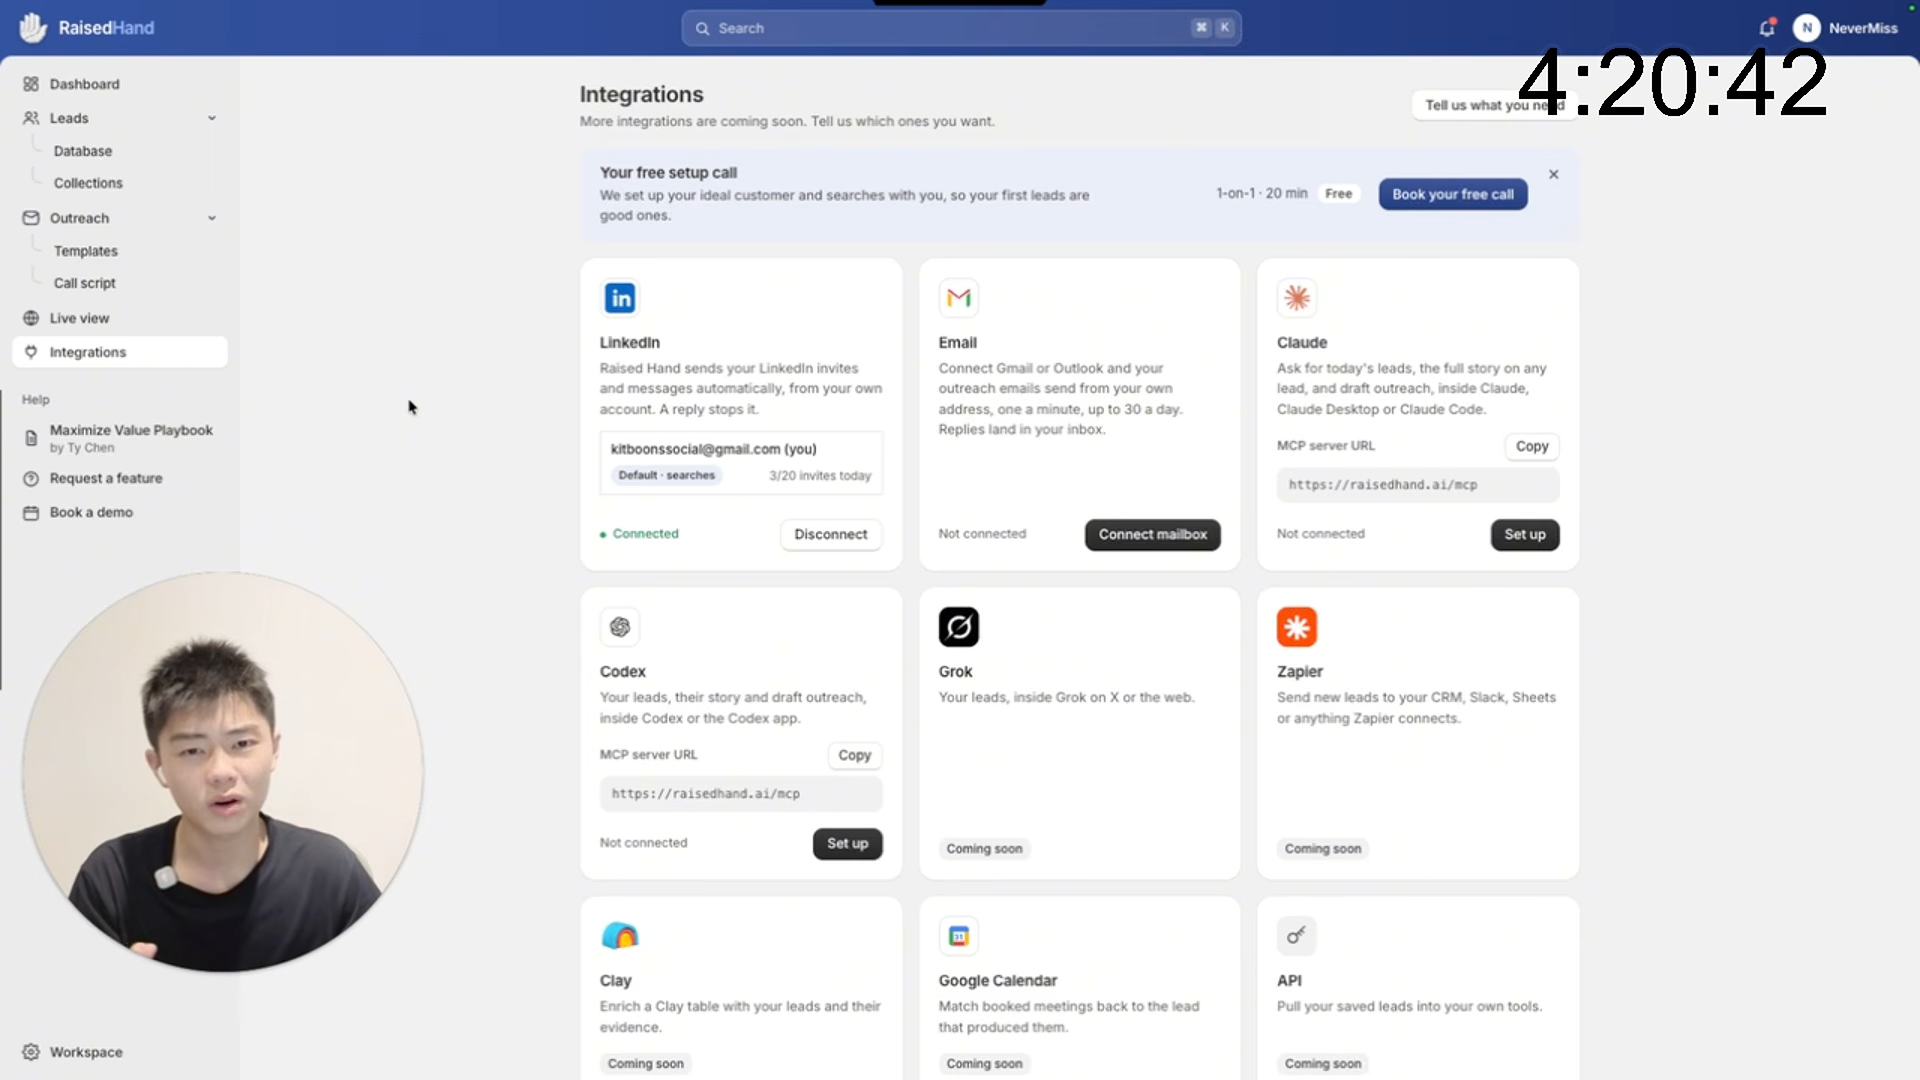 RaisedHand
Search
⌘ K
N
NeverMiss
4:20:42
Dashboard
Leads
Database
Collections
Outreach
Templates
Call script
Live view
Integrations
Help
Maximize Value Playbook
by Ty Chen
Request a feature
Book a demo
Workspace
Integrations
More integrations are coming soon. Tell us which ones you want.
Tell us what you need
Your free setup call
We set up your ideal customer and searches with you, so your first leads are
good ones.
1-on-1 · 20 min
Free
Book your free call
LinkedIn
Raised Hand sends your LinkedIn invites
and messages automatically, from your own
account. A reply stops it.
kitboonssocial@gmail.com (you)
Default · searches
3/20 invites today
Connected
Disconnect
Email
Connect Gmail or Outlook and your
outreach emails send from your own
address, one a minute, up to 30 a day.
Replies land in your inbox.
Not connected
Connect mailbox
Claude
Ask for today's leads, the full story on any
lead, and draft outreach, inside Claude,
Claude Desktop or Claude Code.
MCP server URL
Copy
https://raisedhand.ai/mcp
Not connected
Set up
Codex
Your leads, their story and draft outreach,
inside Codex or the Codex app.
MCP server URL
Copy
https://raisedhand.ai/mcp
Not connected
Set up
Grok
Your leads, inside Grok on X or the web.
Coming soon
Zapier
Send new leads to your CRM, Slack, Sheets
or anything Zapier connects.
Coming soon
Clay
Enrich a Clay table with your leads and their
evidence.
Coming soon
31
Google Calendar
Match booked meetings back to the lead
that produced them.
Coming soon
API
Pull your saved leads into your own tools.
Coming soon